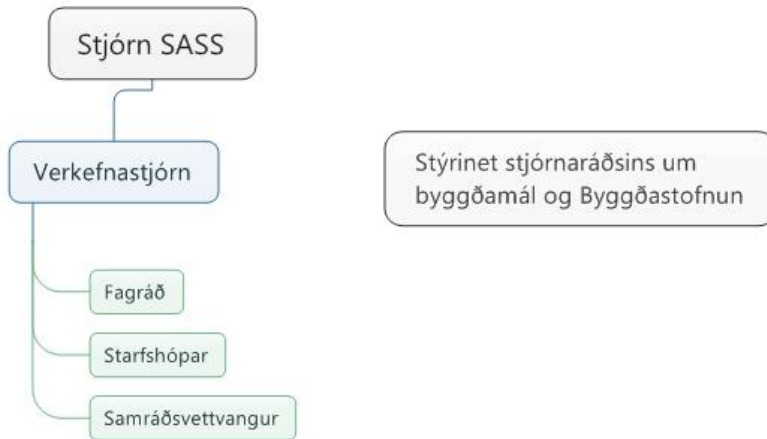 Stjórn SASS
Verkefnastjórn
Stýrinet stjórnaráðsins um
byggðamál og Byggðastofnun
Fagráð
Starfshópar
Samráðsvettvangur